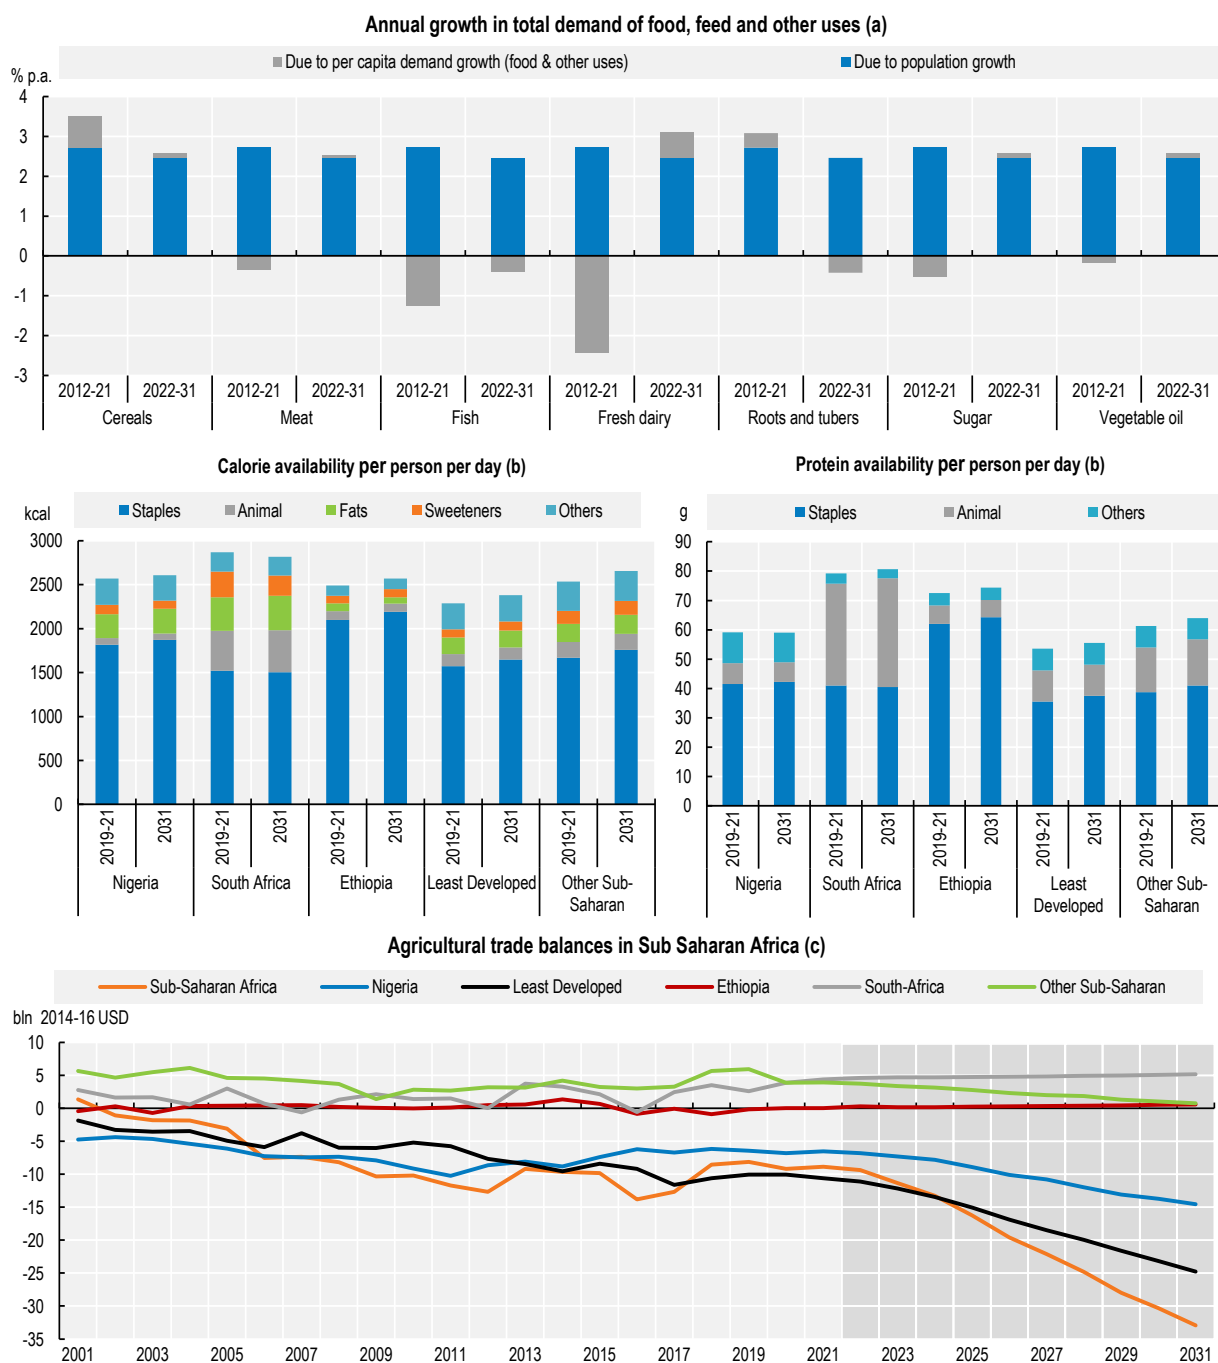 Annual growth in total demand of food, feed and other uses (a)
Due to per capita demand growth (food & other uses)
Due to population growth
% p.a.
4
3
2
1
0
-1
-2
-3
2012-21 2022-31 2012-21 2022-31 2012-21 2022-31 2012-21 2022-31 2012-21 2022-31 2012-21 2022-31 2012-21 2022-31
Cereals Meat Fish Fresh dairy Roots and tubers Sugar Vegetable oil
Calorie availability per person per day (b)
Staples Animal Fats Sweeteners Others
kcal
3000
2500
2000
1500
1000
500
0
2019-21 2031 2019-21 2031 2019-21 2031 2019-21 2031 2019-21 2031
Nigeria South Africa Ethiopia Least Developed Other Sub-
Saharan
Protein availability per person per day (b)
Staples Animal Others
g
90
80
70
60
50
40
30
20
10
0
2019-21 2031 2019-21 2031 2019-21 2031 2019-21 2031 2019-21 2031
Nigeria South Africa Ethiopia Least Other Sub-
Developed Saharan
Agricultural trade balances in Sub Saharan Africa (c)
Sub-Saharan Africa Nigeria Least Developed Ethiopia South-Africa Other Sub-Saharan
bln 2014-16 USD
10
5
0
-5
-10
-15
-20
-25
-30
-35
2001 2003 2005 2007 2009 2011 2013 2015 2017 2019 2021 2023 2025 2027 2029 2031